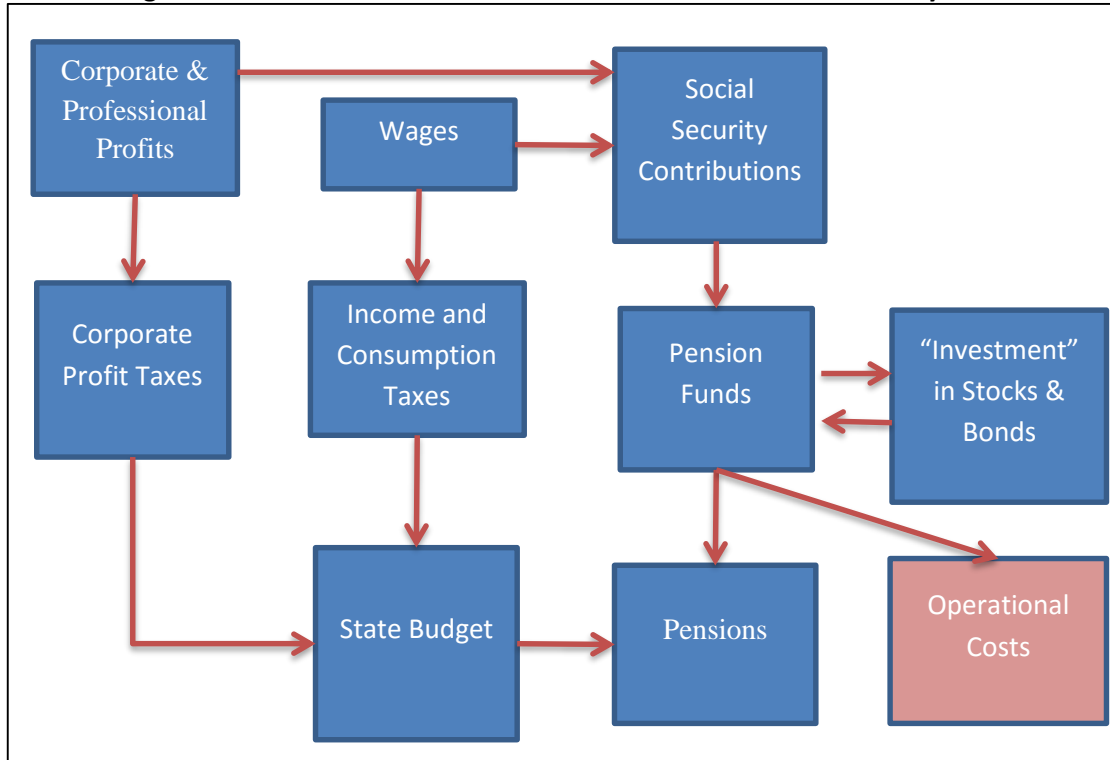 Corporate &
Professional
Profits
Wages
Social
Security
Contributions
Corporate
Profit Taxes
Income and
Consumption
Taxes
Pension
Funds
“Investment”
in Stocks &
Bonds
State Budget
Pensions
Operational
Costs